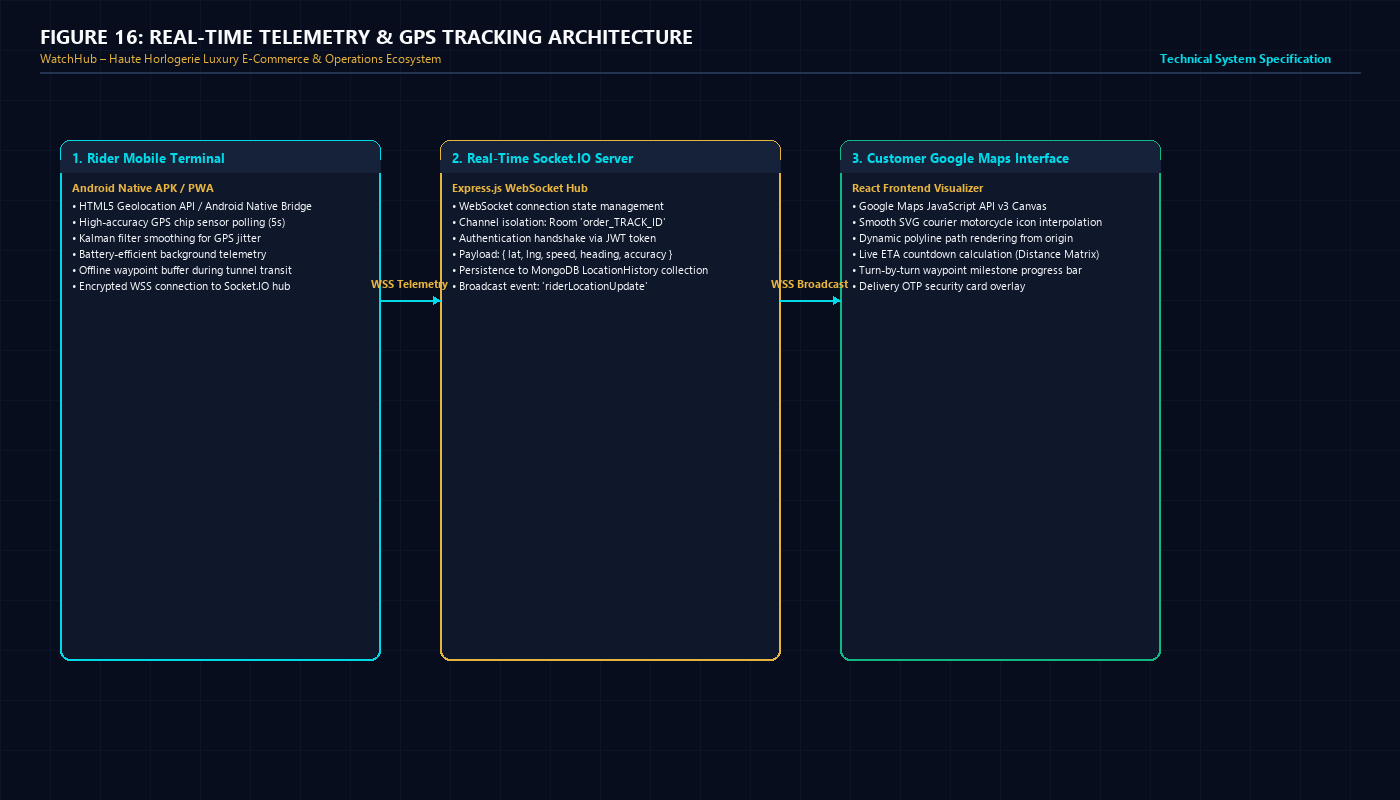 FIGURE 16: REAL-TIME TELEMETRY & GPS TRACKING ARCHITECTURE
WatchHub – Haute Horlogerie Luxury E-Commerce & Operations Ecosystem
Technical System Specification
1. Rider Mobile Terminal
Android Native APK / PWA
• HTML5 Geolocation API / Android Native Bridge
• High-accuracy GPS chip sensor polling (5s)
• Kalman filter smoothing for GPS jitter
• Battery-efficient background telemetry
• Offline waypoint buffer during tunnel transit
• Encrypted WSS connection to Socket.IO hub
WSS Telemetry
2. Real-Time Socket.IO Server
Express.js WebSocket Hub
• WebSocket connection state management
• Channel isolation: Room 'order_TRACK_ID'
• Authentication handshake via JWT token
• Payload: { lat, lng, speed, heading, accuracy }
• Persistence to MongoDB LocationHistory collection
• Broadcast event: 'riderLocationUpdate'
WSS Broadcast
3. Customer Google Maps Interface
React Frontend Visualizer
• Google Maps JavaScript API v3 Canvas
• Smooth SVG courier motorcycle icon interpolation
• Dynamic polyline path rendering from origin
• Live ETA countdown calculation (Distance Matrix)
• Turn-by-turn waypoint milestone progress bar
• Delivery OTP security card overlay